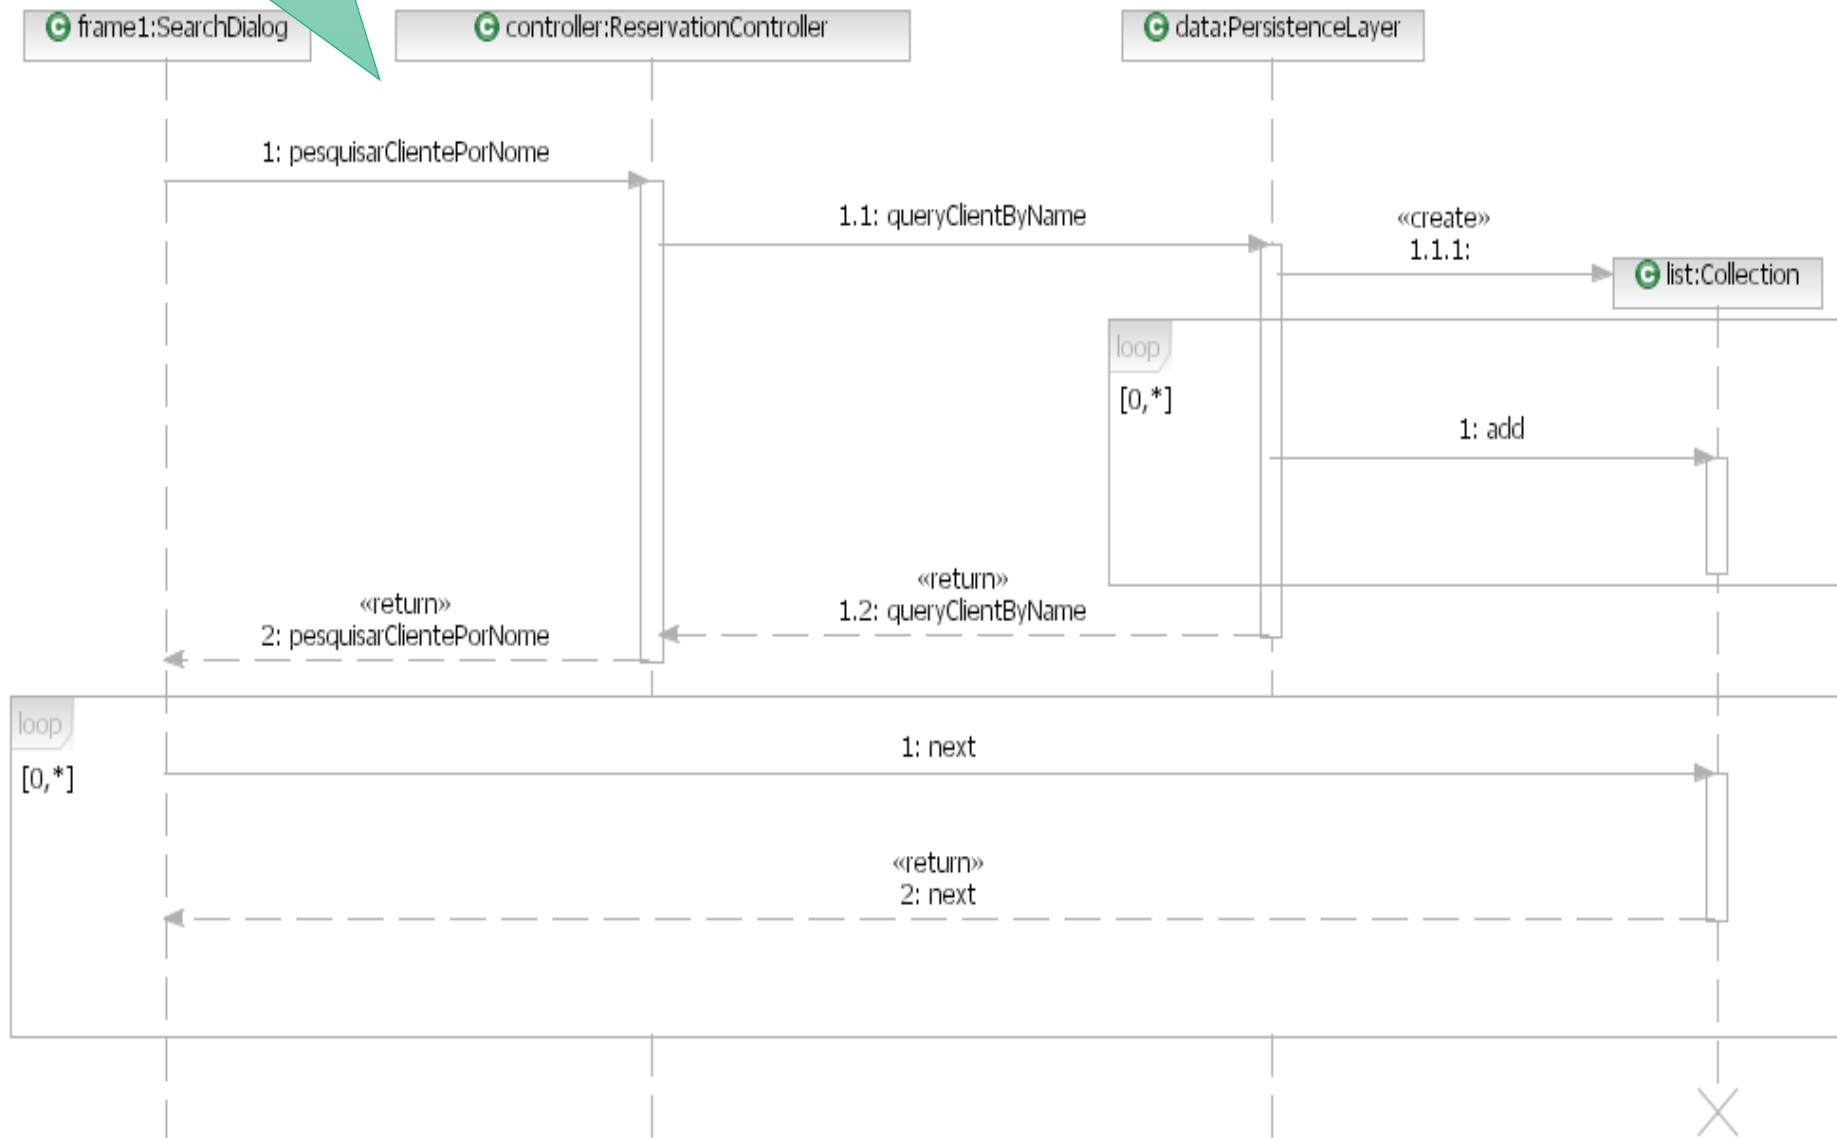 frame1:SearchDialog
controller:ReservationController
data:PersistenceLayer
1: pesquisarClientePorNome
1.1: queryClientByName
«create»
1.1.1:
list:Collection
loop
[0,*]
1: add
«return»
1.2: queryClientByName
«return»
2: pesquisarClientePorNome
loop
[0,*]
1: next
«return»
2: next